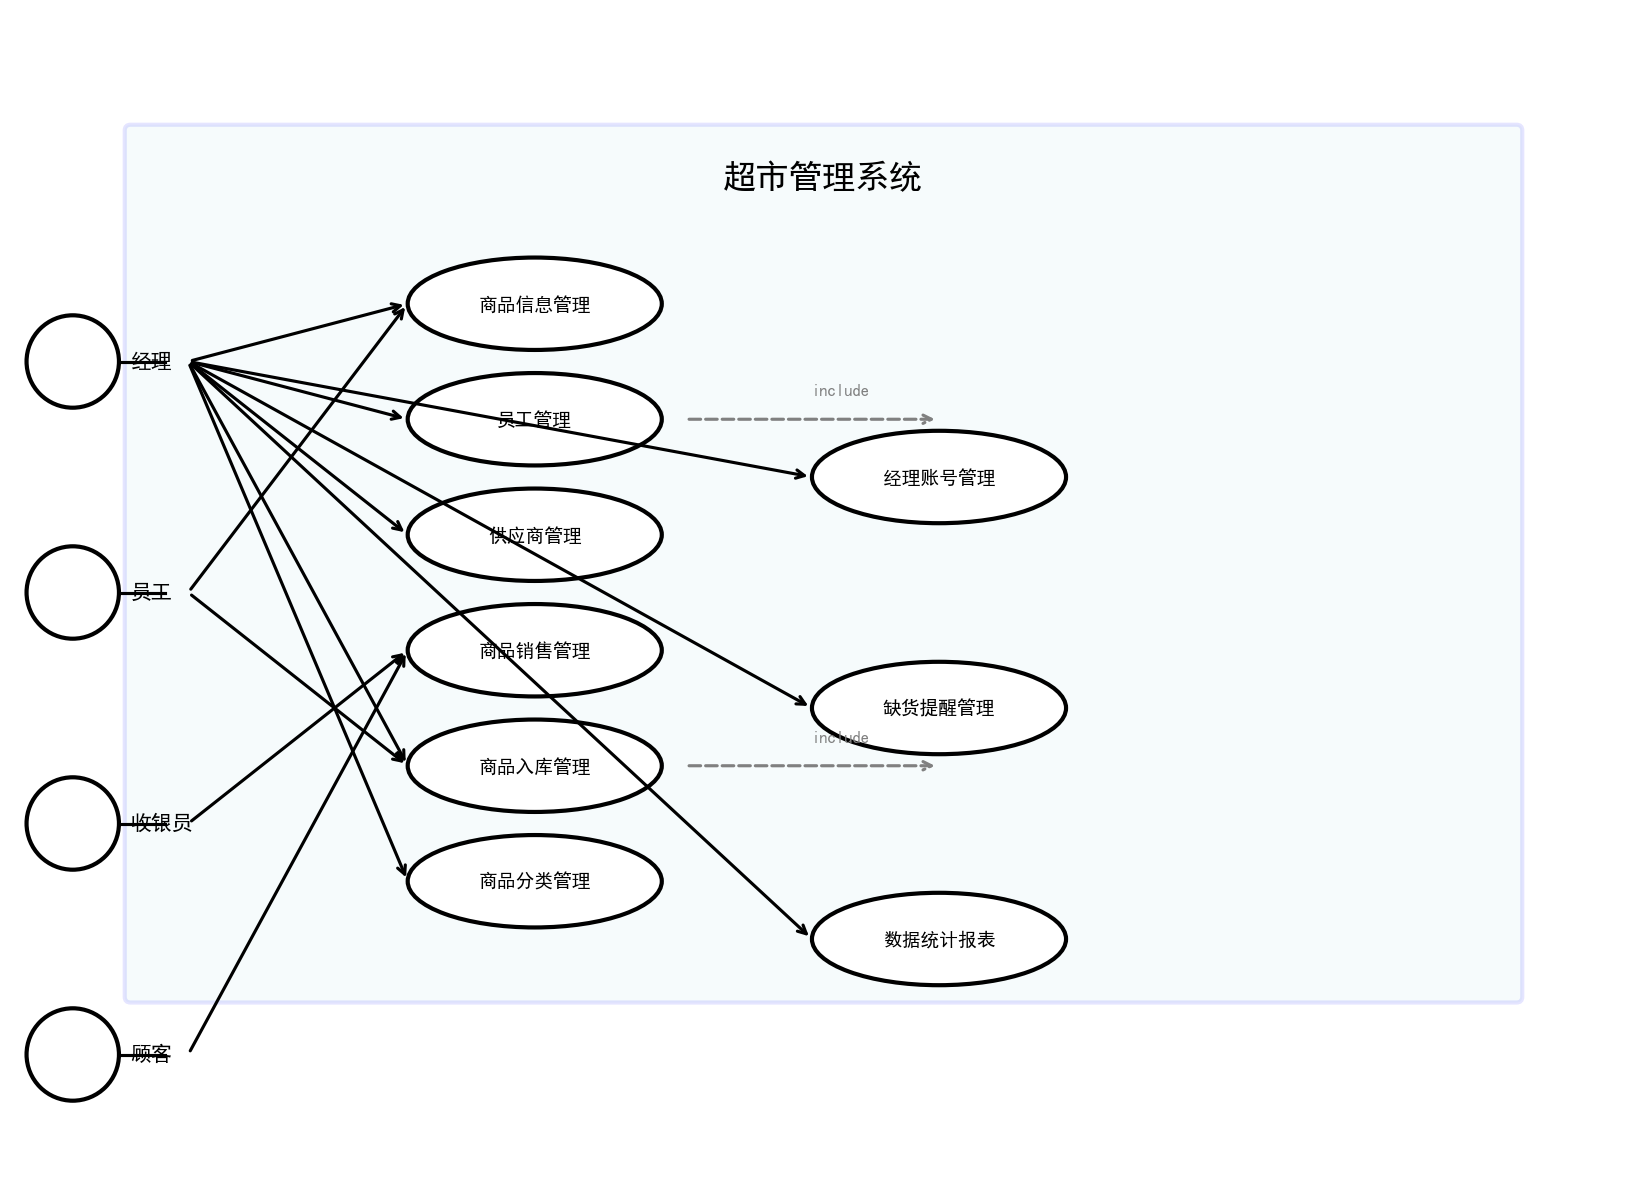 超市管理系统
商品信息管理
经理
员工管理
include
经理账号管理
供应商管理
员工
商品销售管理
缺货提醒管理
include
商品入库管理
收银员
商品分类管理
数据统计报表
顾客